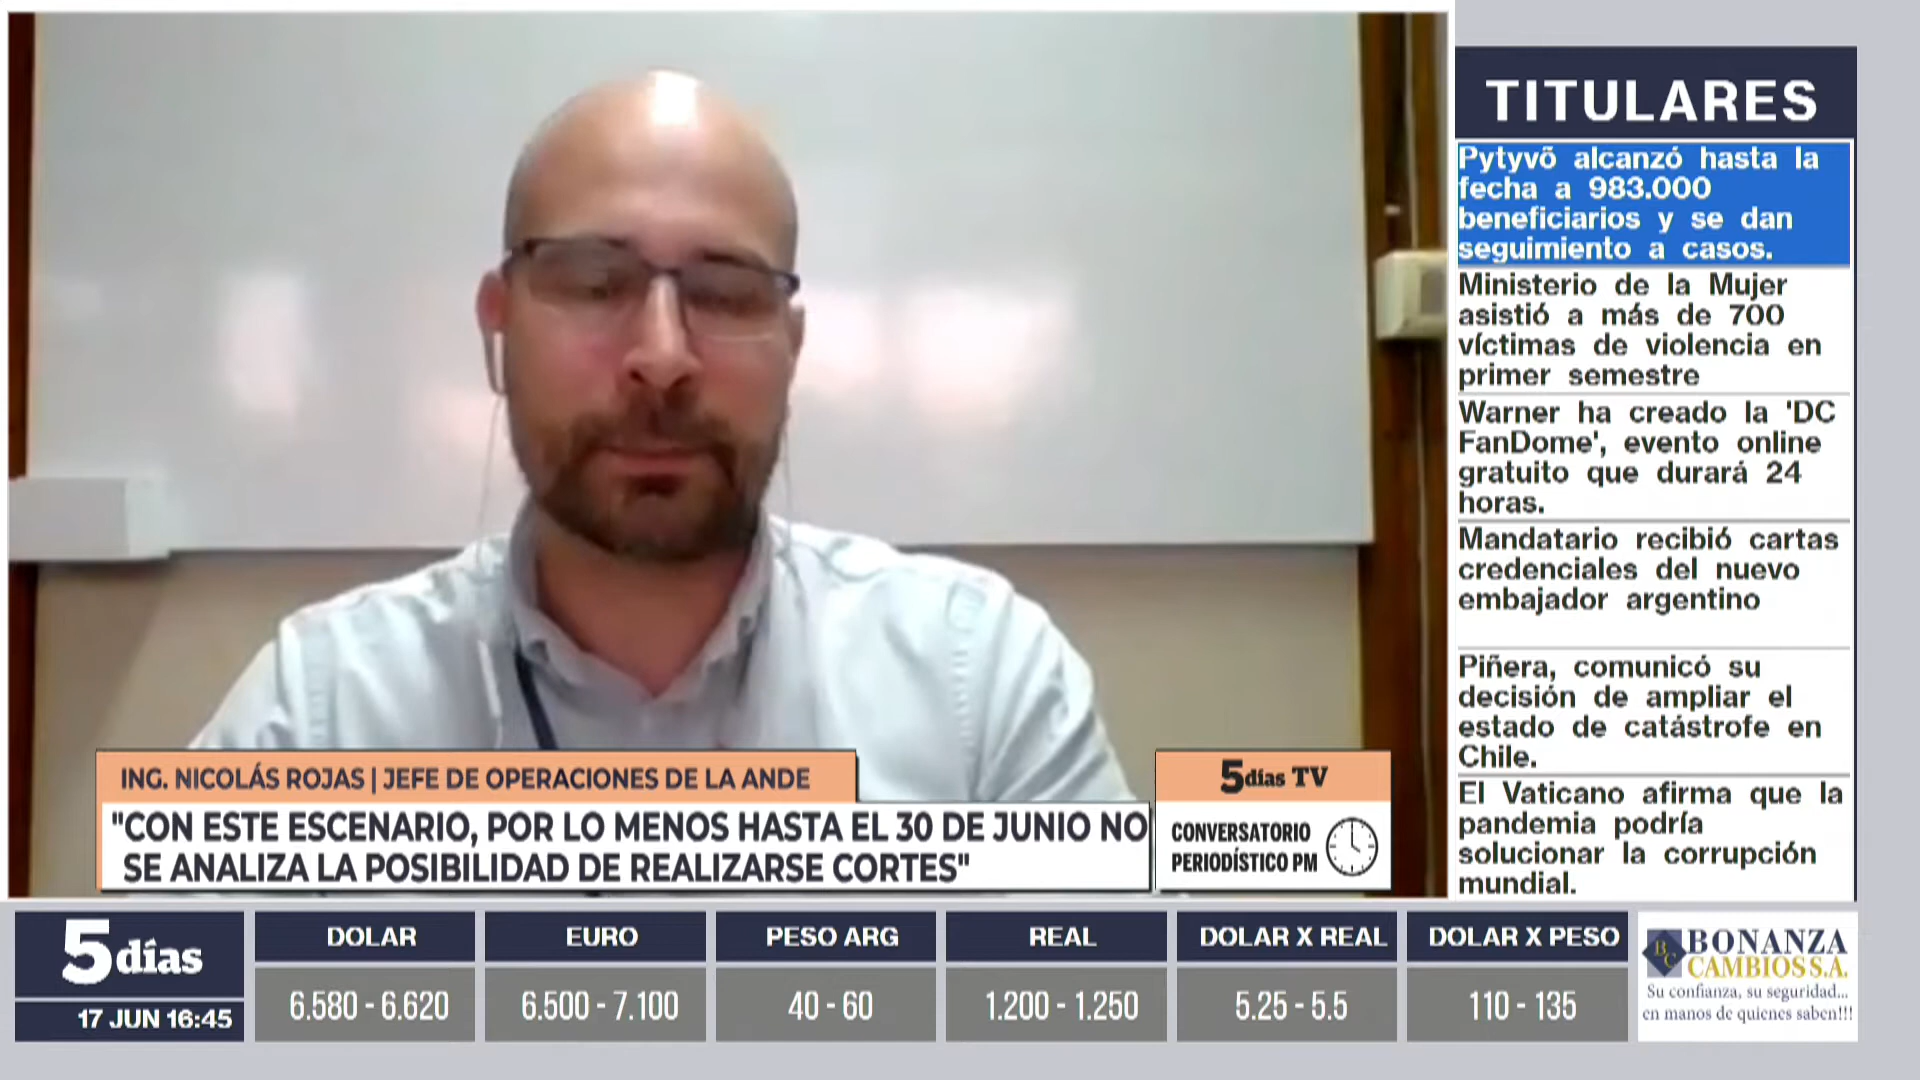 TITULARES
Pytyvõ alcanzó hasta la
fecha a 983.000
beneficiarios y se dan
seguimiento a casos.
Ministerio de la Mujer
asistió a más de 700
víctimas de violencia en
primer semestre
Warner ha creado la 'DC
FanDome', evento online
gratuito que durará 24
horas.
Mandatario recibió cartas
credenciales del nuevo
embajador argentino
Piñera, comunicó su
decisión de ampliar el
estado de catástrofe en
Chile.
El Vaticano afirma que la
pandemia podría
solucionar la corrupción
mundial.
ING. NICOLÁS ROJAS | JEFE DE OPERACIONES DE LA ANDE
"CON ESTE ESCENARIO, POR LO MENOS HASTA EL 30 DE JUNIO NO
SE ANALIZA LA POSIBILIDAD DE REALIZARSE CORTES"
5días TV
CONVERSATORIO
PERIODÍSTICO PM
5días
17 JUN 16:45
DOLAR
6.580 - 6.620
EURO
6.500 - 7.100
PESO ARG
40 - 60
REAL
1.200 - 1.250
DOLAR X REAL
5.25 - 5.5
DOLAR X PESO
110 - 135
BC
BONANZA
CAMBIOS S.A.
Su confianza, su seguridad...
en manos de quienes saben!!!